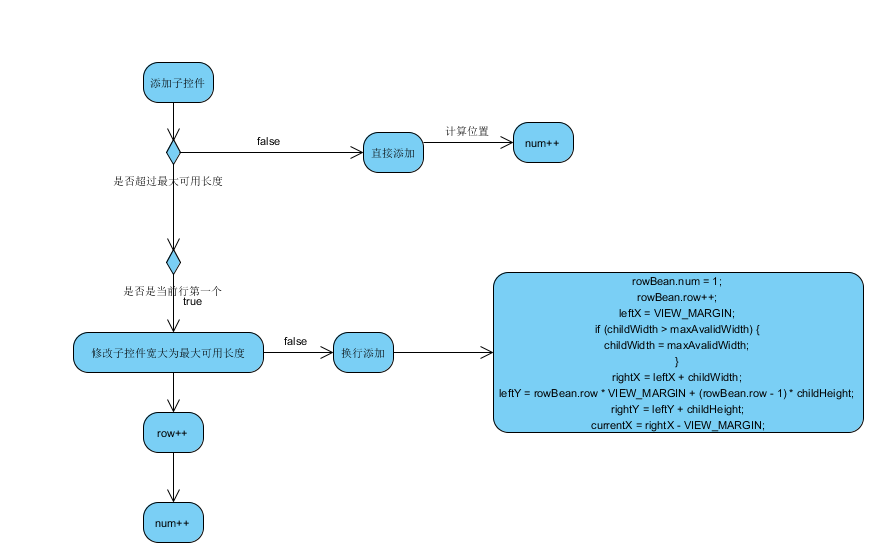 添加子控件
false
直接添加
计算位置
num++
是否超过最大可用长度
是否是当前行第一个
true
修改子控件宽大为最大可用长度
false
换行添加
rowBean.num = 1;
rowBean.row++;
leftX = VIEW_MARGIN;
if (childWidth > maxAvalidWidth) {
childWidth = maxAvalidWidth;
}
rightX = leftX + childWidth;
leftY = rowBean.row * VIEW_MARGIN + (rowBean.row - 1) * childHeight;
rightY = leftY + childHeight;
currentX = rightX - VIEW_MARGIN;
row++
num++